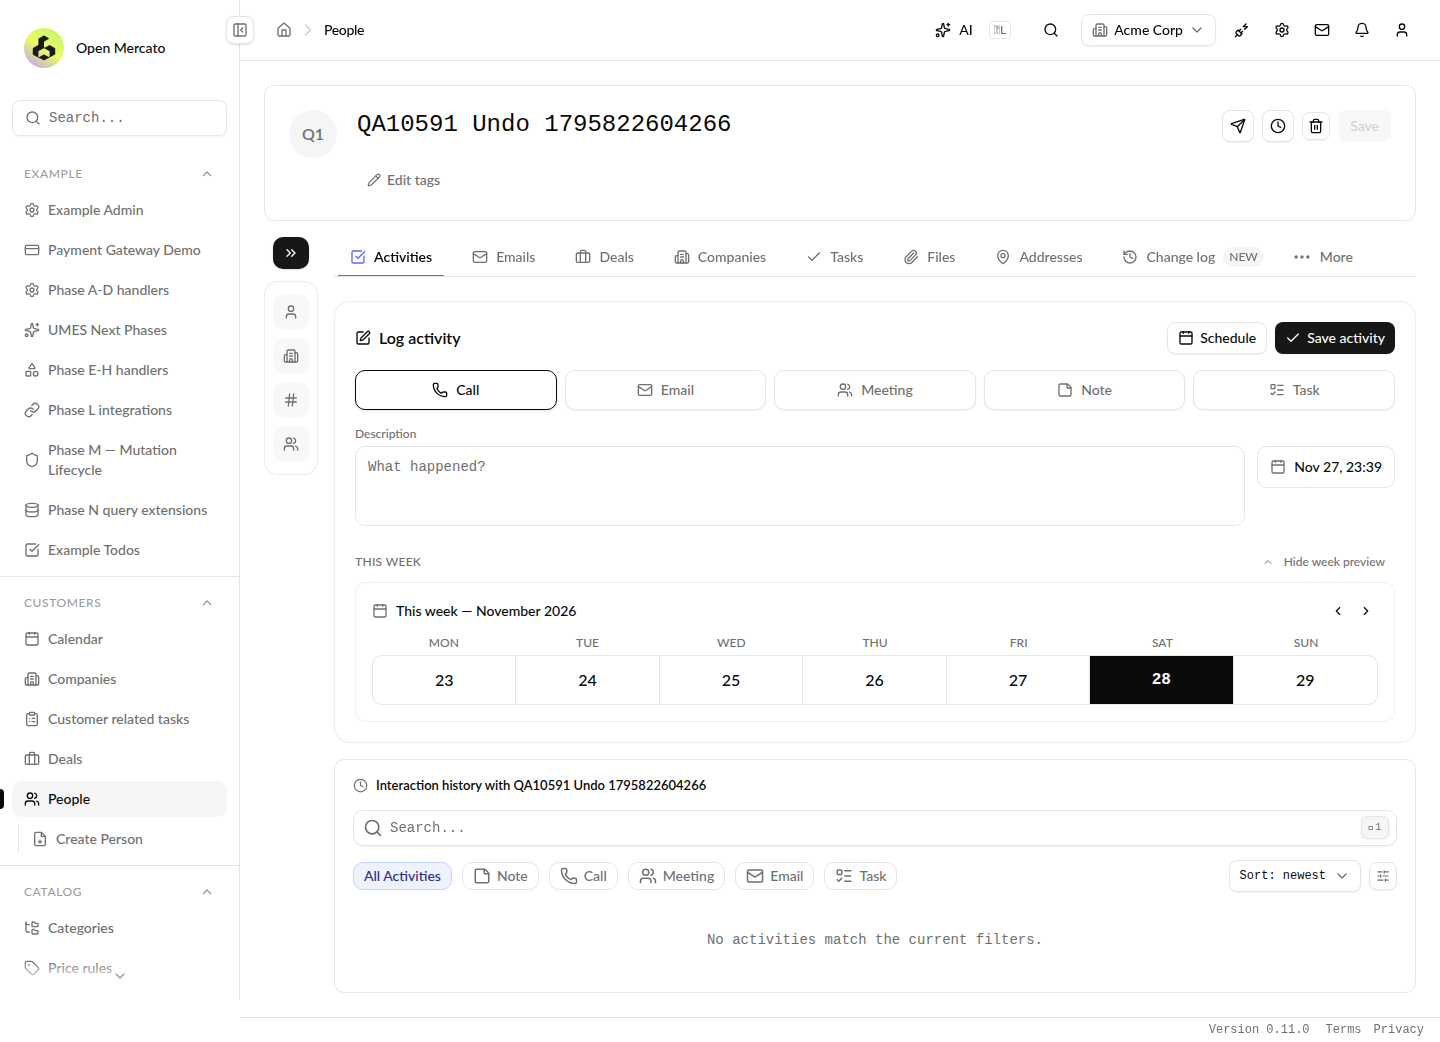 Open Mercato
People
AI
L
Acme Corp
Search...
EXAMPLE
Example Admin
Payment Gateway Demo
Phase A-D handlers
UMES Next Phases
Phase E-H handlers
Phase L integrations
Phase M — Mutation
Lifecycle
Phase N query extensions
Example Todos
CUSTOMERS
Calendar
Companies
Customer related tasks
Deals
People
Create Person
CATALOG
Categories
Price rules
Q1
QA10591 Undo 1795822604266
Save
Edit tags
Activities
Emails
Deals
Companies
Tasks
Files
Addresses
Change log NEW
More
Log activity
Schedule
Save activity
Call
Email
Meeting
Note
Task
Description
What happened?
Nov 27, 23:39
THIS WEEK
Hide week preview
This week — November 2026
MON TUE WED THU FRI SAT SUN
23 24 25 26 27 28 29
Interaction history with QA10591 Undo 1795822604266
Search...
1
All Activities
Note
Call
Meeting
Email
Task
Sort: newest
No activities match the current filters.
Version 0.11.0 Terms Privacy